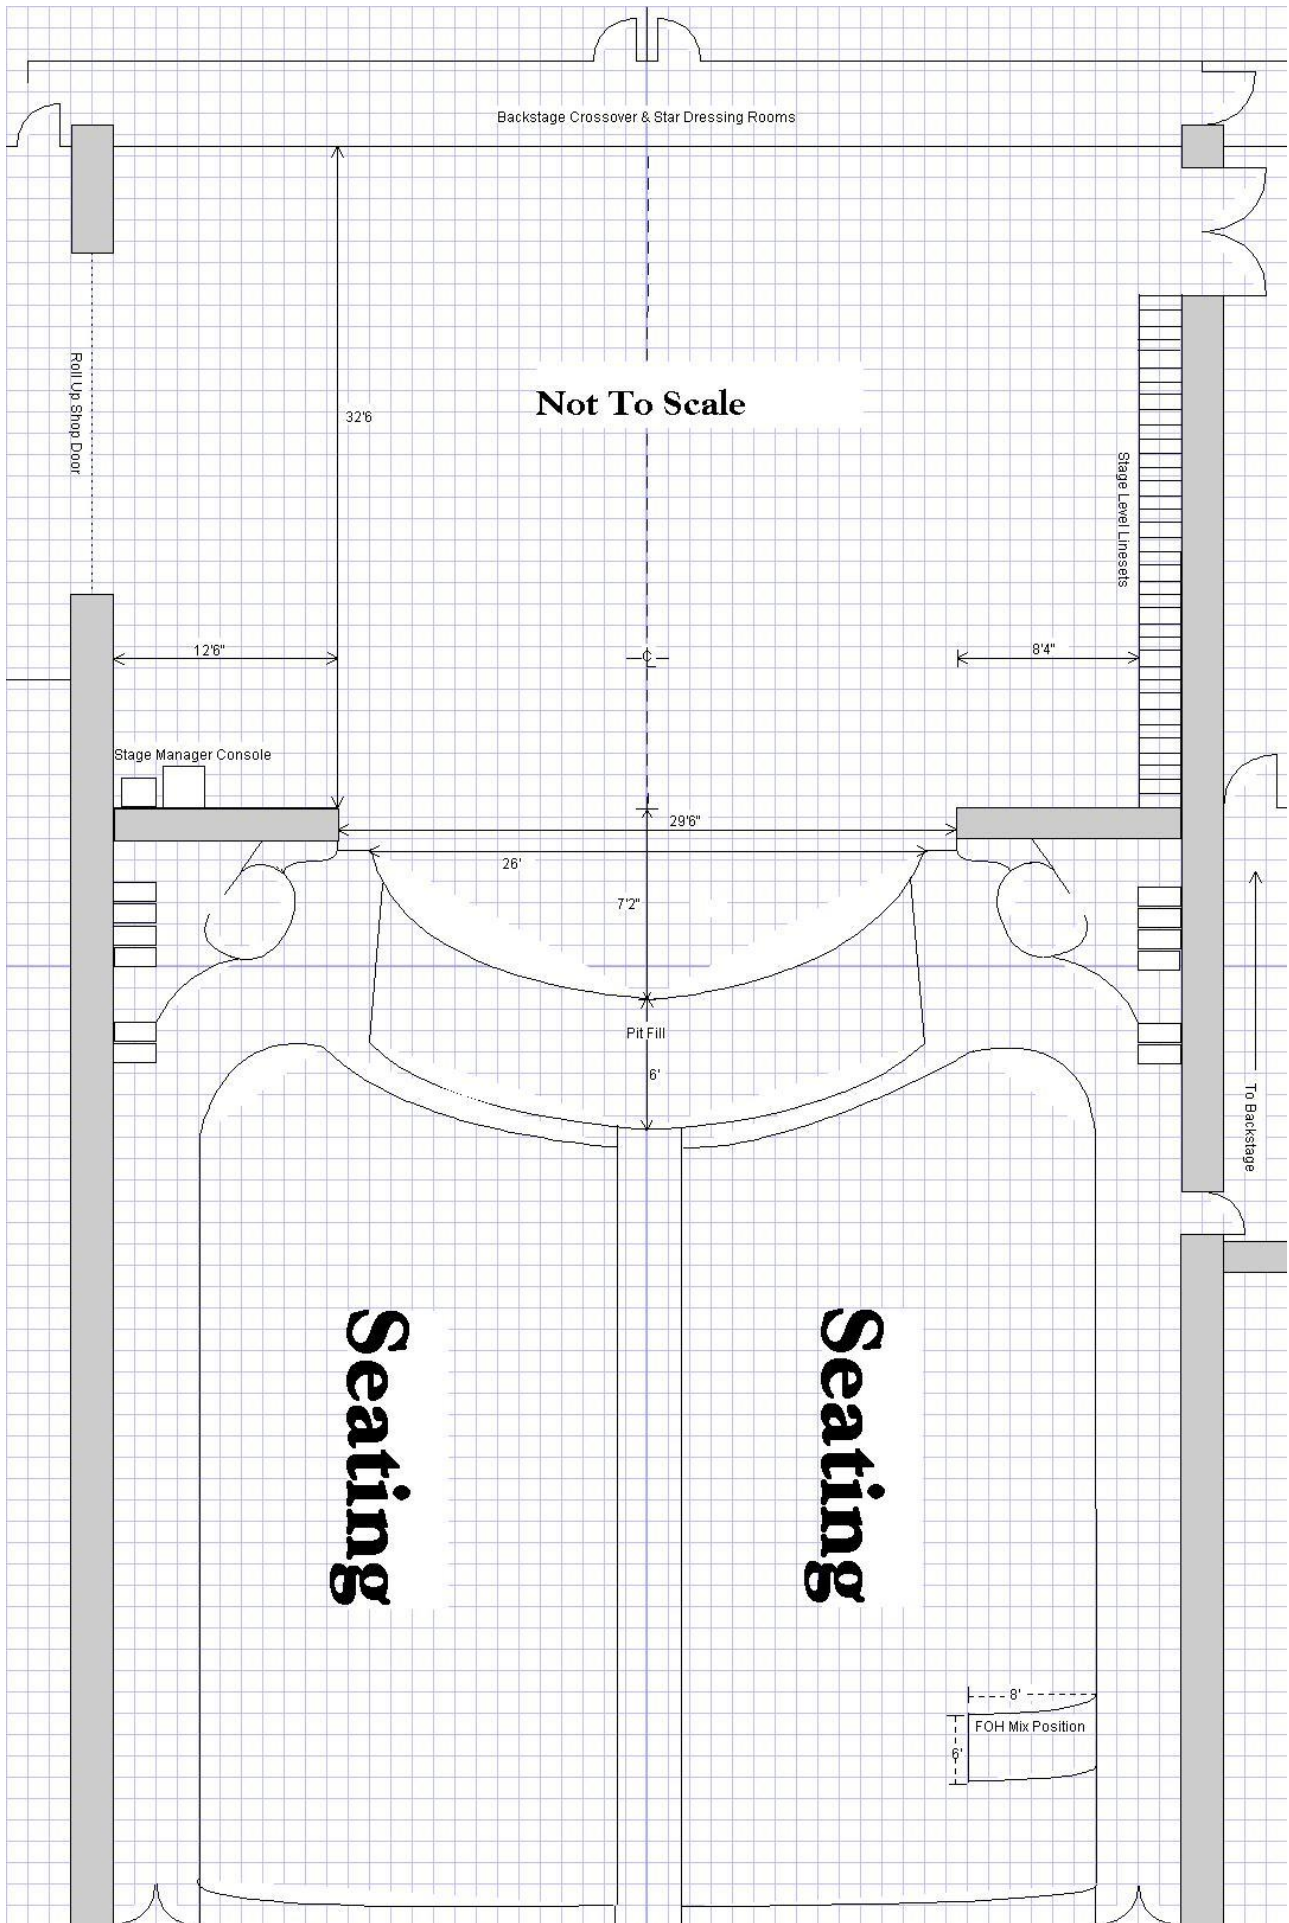 Backstage Crossover & Star Dressing Rooms
Roll Up Shop Door
Not To Scale
32'6
Stage Level Linesets
12'6"
℄
8'4"
Stage Manager Console
29'6"
26'
7'2"
Pit Fill
6'
To Backstage
Seating
Seating
8'
FOH Mix Position
6'